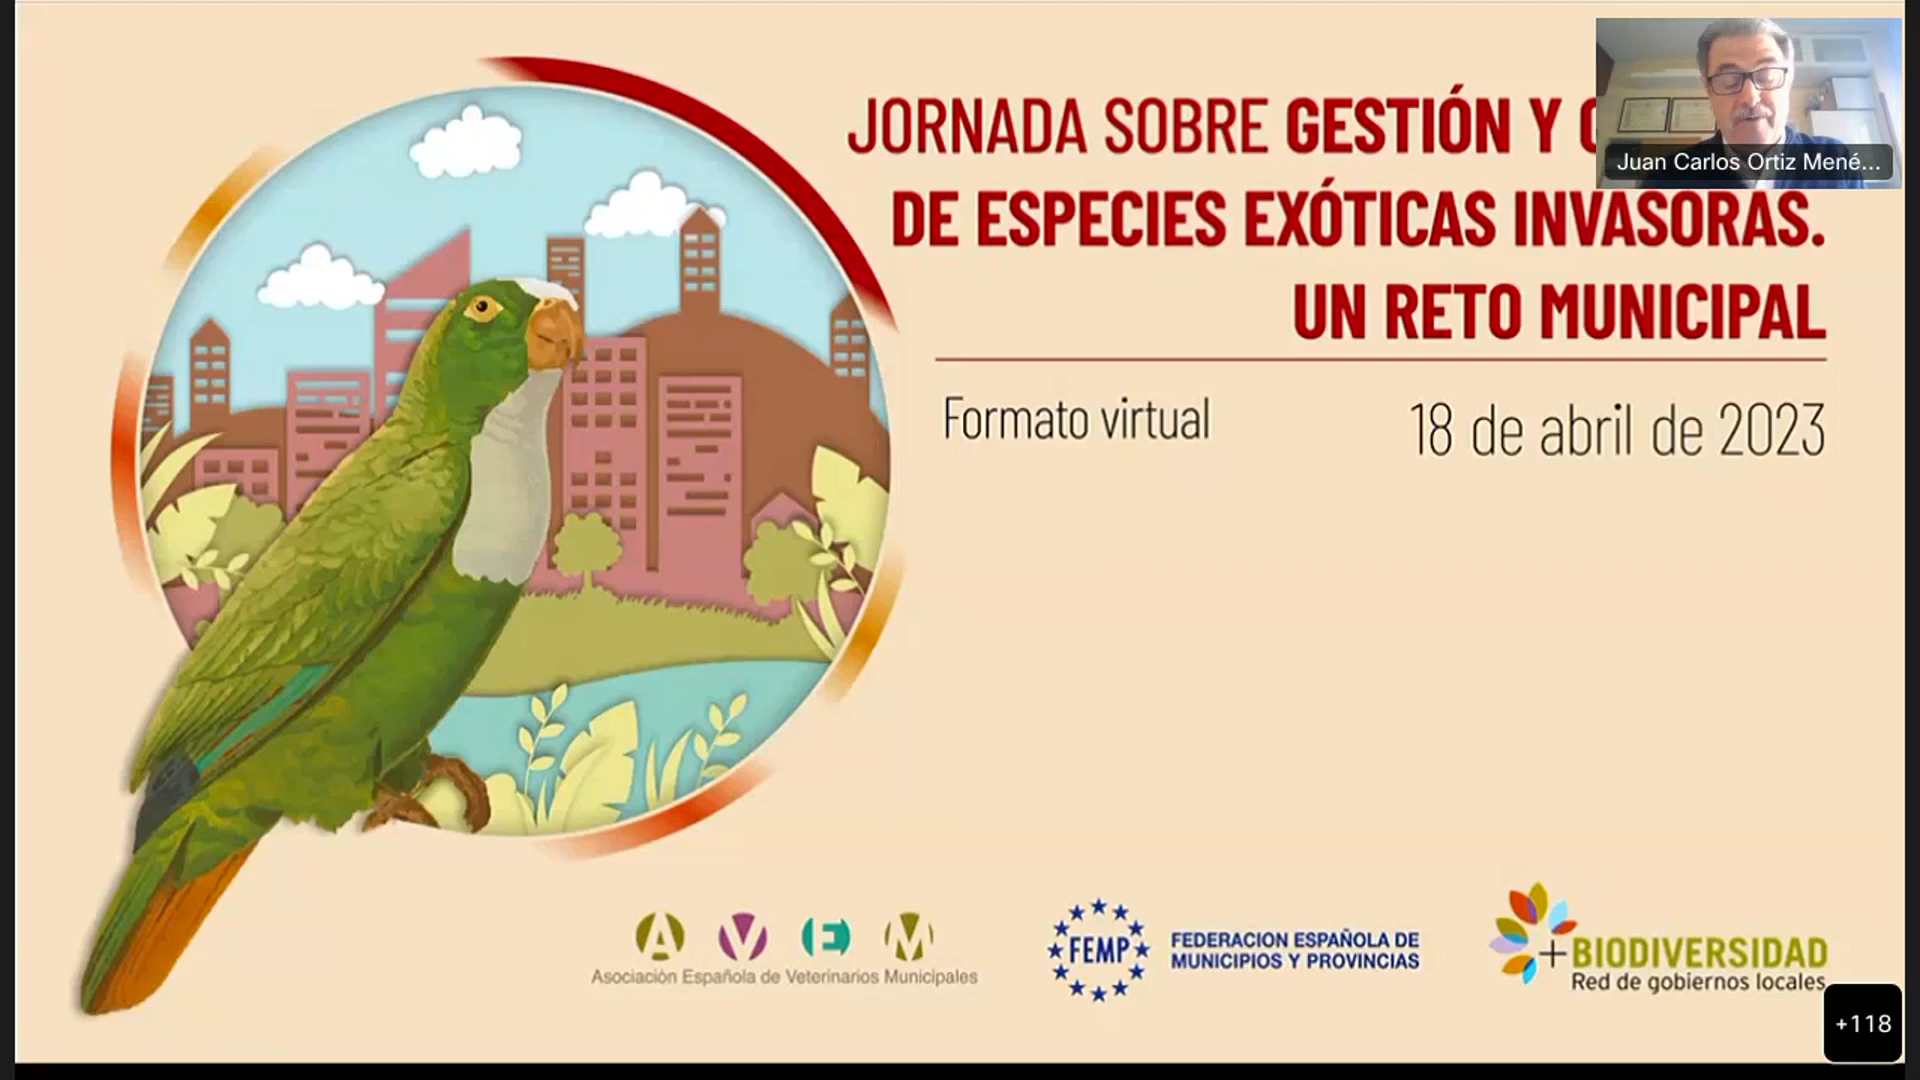 JORNADA SOBRE GESTIÓN Y
DE ESPECIES EXÓTICAS INVASORAS.
UN RETO MUNICIPAL
Formato virtual
18 de abril de 2023
Juan Carlos Ortiz Mené...
A V E M
Asociación Española de Veterinarios Municipales
FEMP
FEDERACION ESPAÑOLA DE
MUNICIPIOS Y PROVINCIAS
+BIODIVERSIDAD
Red de gobiernos locales
+118